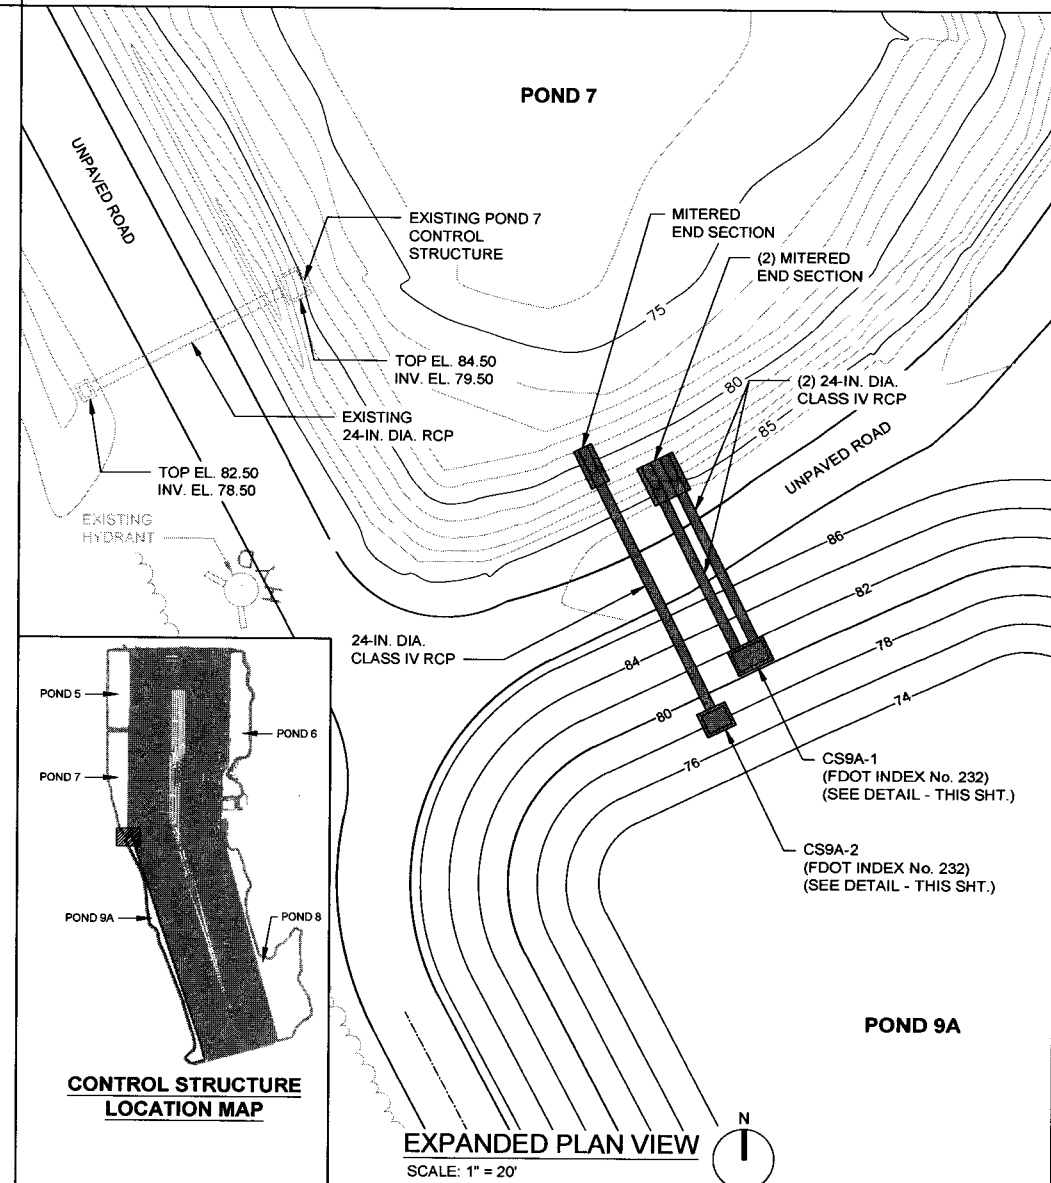 POND 7
UNPAVED ROAD
EXISTING POND 7
CONTROL
STRUCTURE
MITERED
END SECTION
(2) MITERED
END SECTION
75
TOP EL. 84.50
INV. EL. 79.50
80
(2) 24-IN. DIA.
CLASS IV RCP
EXISTING
24-IN. DIA. RCP
85
UNPAVED ROAD
TOP EL. 82.50
INV. EL. 78.50
EXISTING
HYDRANT
86
82
24-IN. DIA.
CLASS IV RCP
84
78
80
74
76
POND 5
POND 6
POND 7
POND 9A
POND 8
CS9A-1
(FDOT INDEX No. 232)
(SEE DETAIL - THIS SHT.)
CS9A-2
(FDOT INDEX No. 232)
(SEE DETAIL - THIS SHT.)
POND 9A
CONTROL STRUCTURE
LOCATION MAP
EXPANDED PLAN VIEW
SCALE: 1" = 20'
N